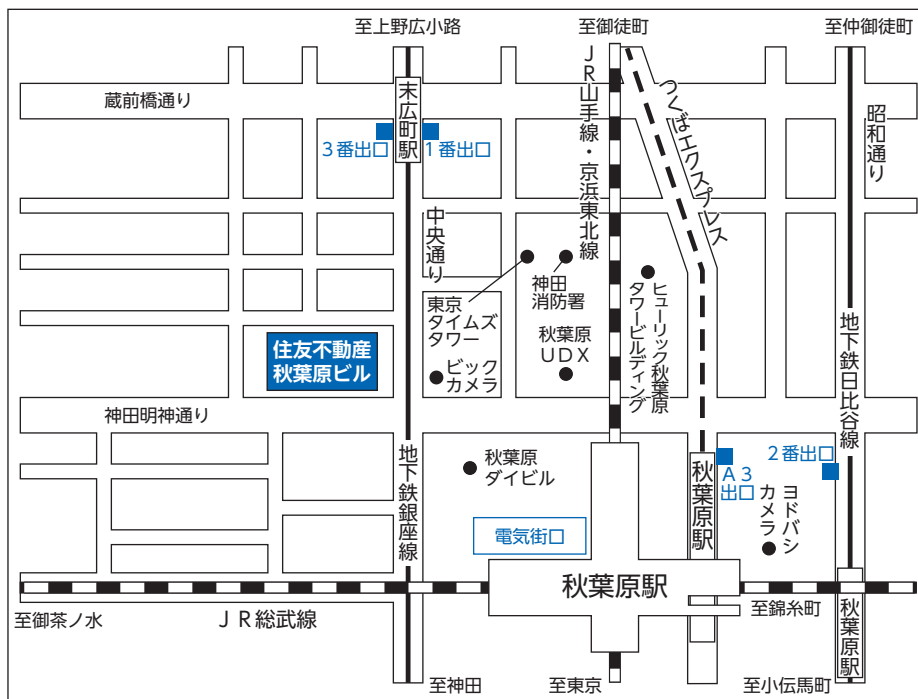 至上野広小路
至御徒町
至仲御徒町
蔵前橋通り
末広町駅
３番出口
１番出口
ＪＲ山手線・京浜東北線
つくばエクスプレス
昭和通り
中央通り
神田
消防署
東京
タイムズ
タワー
ヒューリック秋葉原
タワービルディング
秋葉原
ＵＤＸ
ビック
カメラ
住友不動産
秋葉原ビル
地下鉄日比谷線
神田明神通り
地下鉄銀座線
秋葉原
ダイビル
秋葉原駅
Ａ３
出口
２番出口
ヨドバシ
カメラ
電気街口
秋葉原駅
至御茶ノ水
ＪＲ総武線
至錦糸町
秋葉原駅
至神田
至東京
至小伝馬町